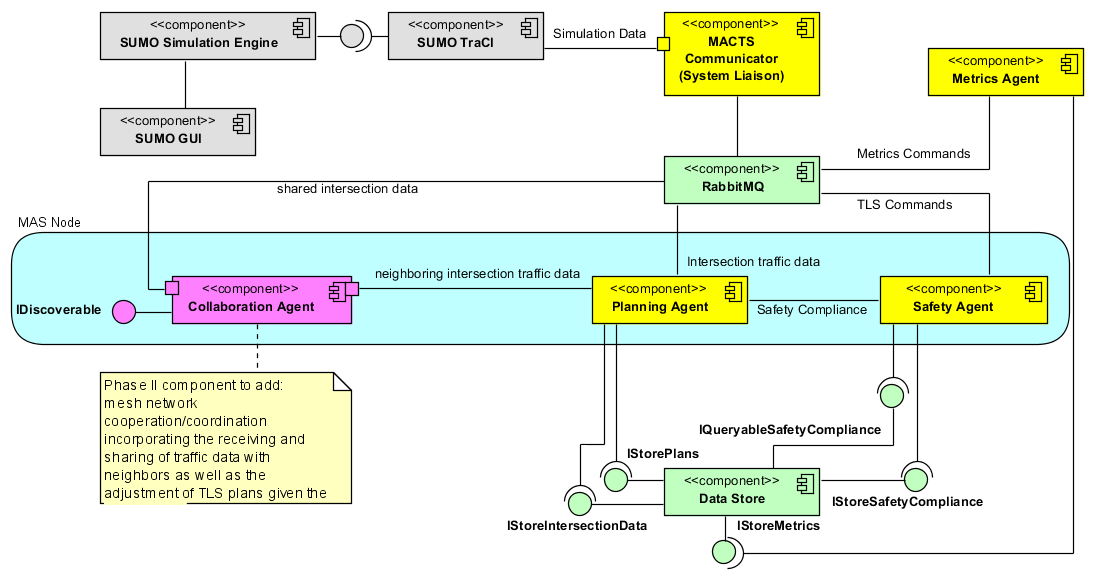 <<component>>
SUMO Simulation Engine
<<component>>
SUMO TraCI
Simulation Data
<<component>>
MACTS
Communicator
(System Liaison)
<<component>>
Metrics Agent
<<component>>
SUMO GUI
Metrics Commands
<<component>>
RabbitMQ
shared intersection data
TLS Commands
MAS Node
Intersection traffic data
neighboring intersection traffic data
<<component>>
Collaboration Agent
<<component>>
Planning Agent
<<component>>
Safety Agent
IDiscoverable
Safety Compliance
Phase II component to add:
mesh network
cooperation/coordination
incorporating the receiving and
sharing of traffic data with
neighbors as well as the
adjustment of TLS plans given the
IQueryableSafetyCompliance
IStorePlans
<<component>>
Data Store
IStoreSafetyCompliance
IStoreIntersectionData
IStoreMetrics